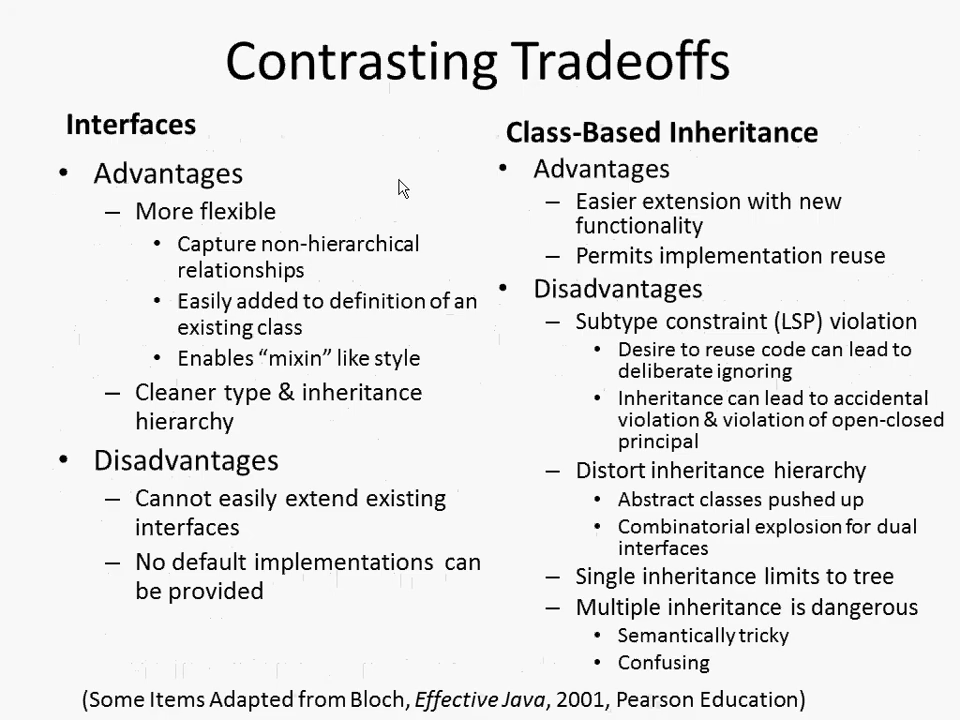 Contrasting Tradeoffs
Interfaces
• Advantages
– More flexible
• Capture non-hierarchical
relationships
• Easily added to definition of an
existing class
• Enables “mixin” like style
– Cleaner type & inheritance
hierarchy
• Disadvantages
– Cannot easily extend existing
interfaces
– No default implementations can
be provided
Class-Based Inheritance
• Advantages
– Easier extension with new
functionality
– Permits implementation reuse
• Disadvantages
– Subtype constraint (LSP) violation
• Desire to reuse code can lead to
deliberate ignoring
• Inheritance can lead to accidental
violation & violation of open-closed
principal
– Distort inheritance hierarchy
• Abstract classes pushed up
• Combinatorial explosion for dual
interfaces
– Single inheritance limits to tree
– Multiple inheritance is dangerous
• Semantically tricky
• Confusing
(Some Items Adapted from Bloch, Effective Java, 2001, Pearson Education)